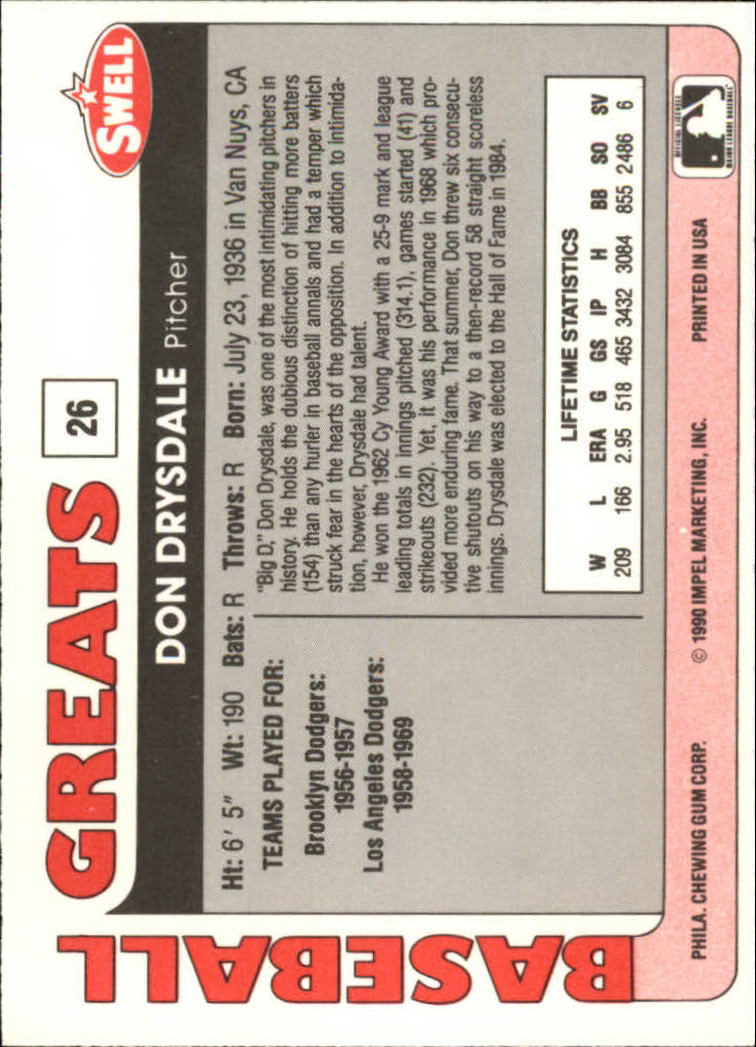 BASEBALL
GREATS
26
SWELL
DON DRYSDALE Pitcher
Ht: 6' 5" Wt: 190 Bats: R Throws: R Born: July 23, 1936 in Van Nuys, CA
TEAMS PLAYED FOR:
Brooklyn Dodgers:
1956-1957
Los Angeles Dodgers:
1958-1969
"Big D," Don Drysdale, was one of the most intimidating pitchers in
history. He holds the dubious distinction of hitting more batters
(154) than any hurler in baseball annals and had a temper which
struck fear in the hearts of the opposition. In addition to intimida-
tion, however, Drysdale had talent.
He won the 1962 Cy Young Award with a 25-9 mark and league
leading totals in innings pitched (314.1), games started (41) and
strikeouts (232). Yet, it was his performance in 1968 which pro-
vided more enduring fame. That summer, Don threw six consecu-
tive shutouts on his way to a then-record 58 straight scoreless
innings. Drysdale was elected to the Hall of Fame in 1984.
LIFETIME STATISTICS
W L ERA G GS IP H BB SO SV
209 166 2.95 518 465 3432 3084 855 2486 6
PHILA. CHEWING GUM CORP. © 1990 IMPEL MARKETING, INC. PRINTED IN USA
OFFICIAL LICENSEE
MAJOR LEAGUE BASEBALL